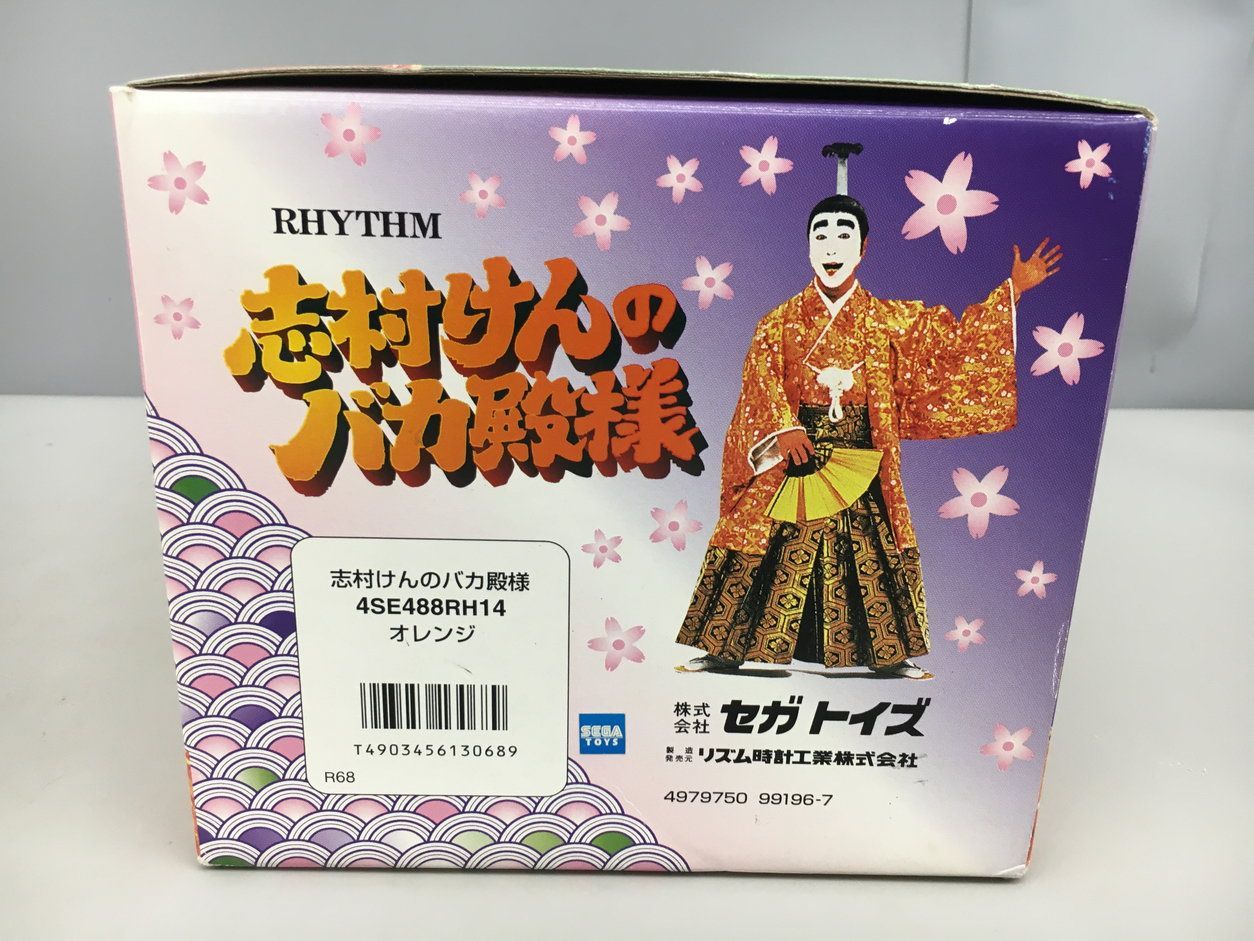 RHYTHM
志村けんの
バカ殿様
志村けんのバカ殿様
4SE488RH14
オレンジ
T4903456130689
R68
SEGA
TOYS
株式
会社 セガ トイズ
製造
発売元 リズム時計工業株式会社
4979750 99196-7